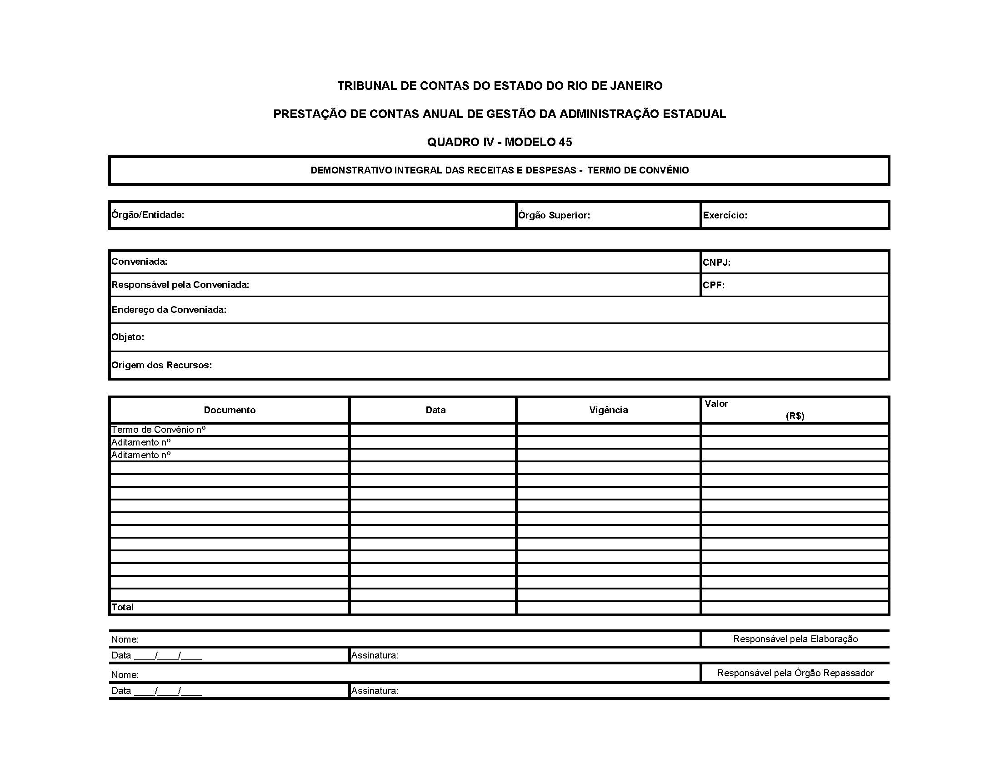 TRIBUNAL DE CONTAS DO ESTADO DO RIO DE JANEIRO
PRESTAÇÃO DE CONTAS ANUAL DE GESTÃO DA ADMINISTRAÇÃO ESTADUAL
QUADRO IV - MODELO 45
DEMONSTRATIVO INTEGRAL DAS RECEITAS E DESPESAS - TERMO DE CONVÊNIO
Órgão/Entidade: Órgão Superior: Exercício:
Conveniada: CNPJ:
Responsável pela Conveniada: CPF:
Endereço da Conveniada:
Objeto:
Origem dos Recursos:
Documento Data Vigência Valor
(R$)
Termo de Convênio nº
Aditamento nº
Aditamento nº
Total
Nome: Responsável pela Elaboração
Data ____/____/____ Assinatura:
Nome: Responsável pela Órgão Repassador
Data ____/____/____ Assinatura: